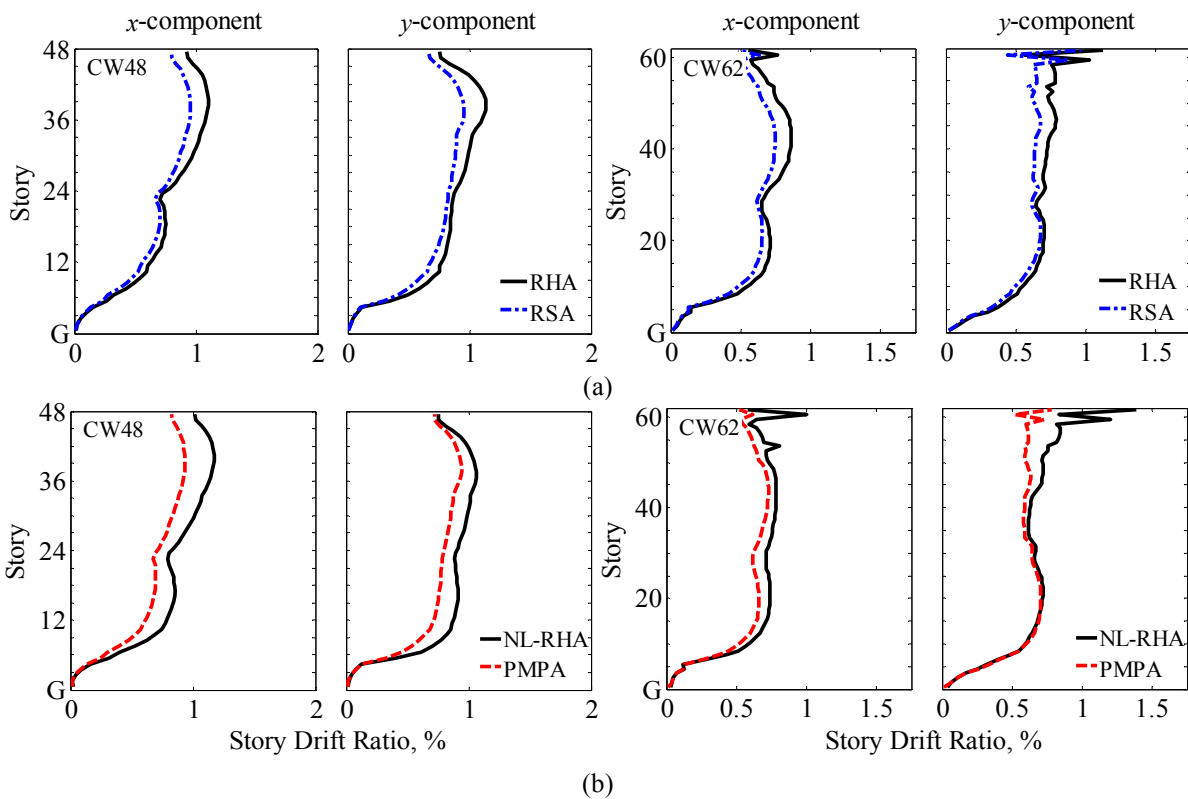 x-component y-component x-component y-component
48 CW48 60 CW62
36
24
12
G
Story
50
40
30
20
10
G
Story
RHA
RSA
RHA
RSA
0 1 2 0 1 2 0 0.5 1 1.5 0 0.5 1 1.5
(a)
48 CW48 60 CW62
36
24
12
G
Story
40
20
G
Story
NL-RHA
PMPA
NL-RHA
PMPA
0 1 2 0 1 2 0 0.5 1 1.5 0 0.5 1 1.5
Story Drift Ratio, % Story Drift Ratio, %
(b)